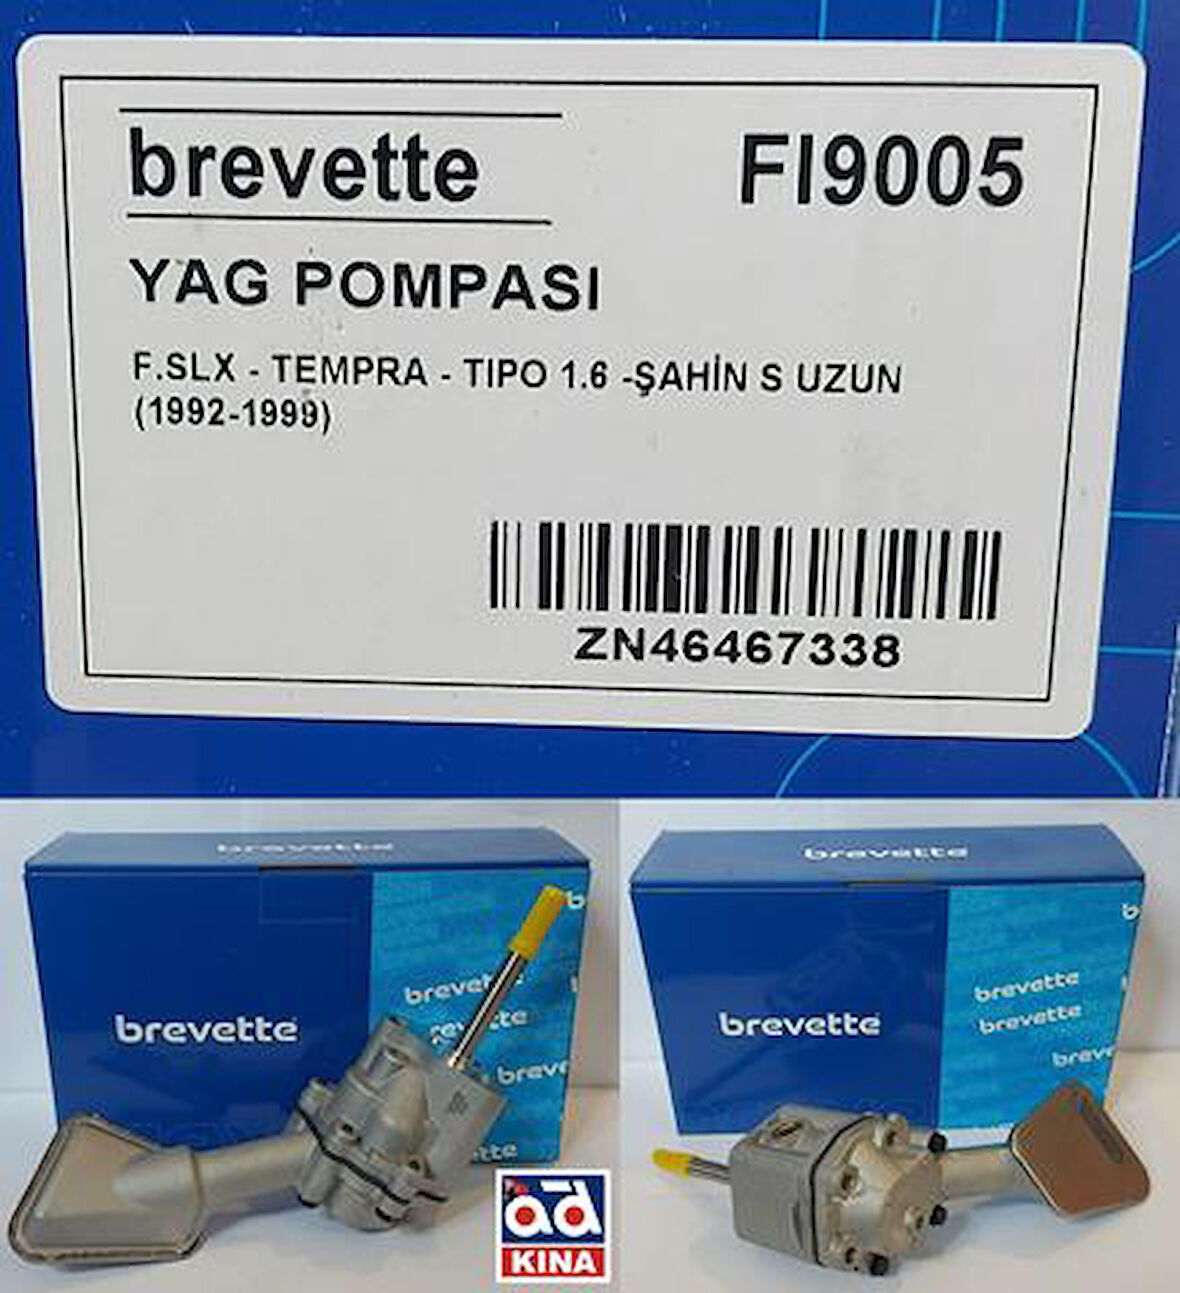 brevette FI9005
YAG POMPASI
F.SLX - TEMPRA - TIPO 1.6 -ŞAHİN S UZUN
(1992-1999)
ZN46467338
brevette
brevette
brevette
brevette
brevette
brevette
brevette
ad
KINA